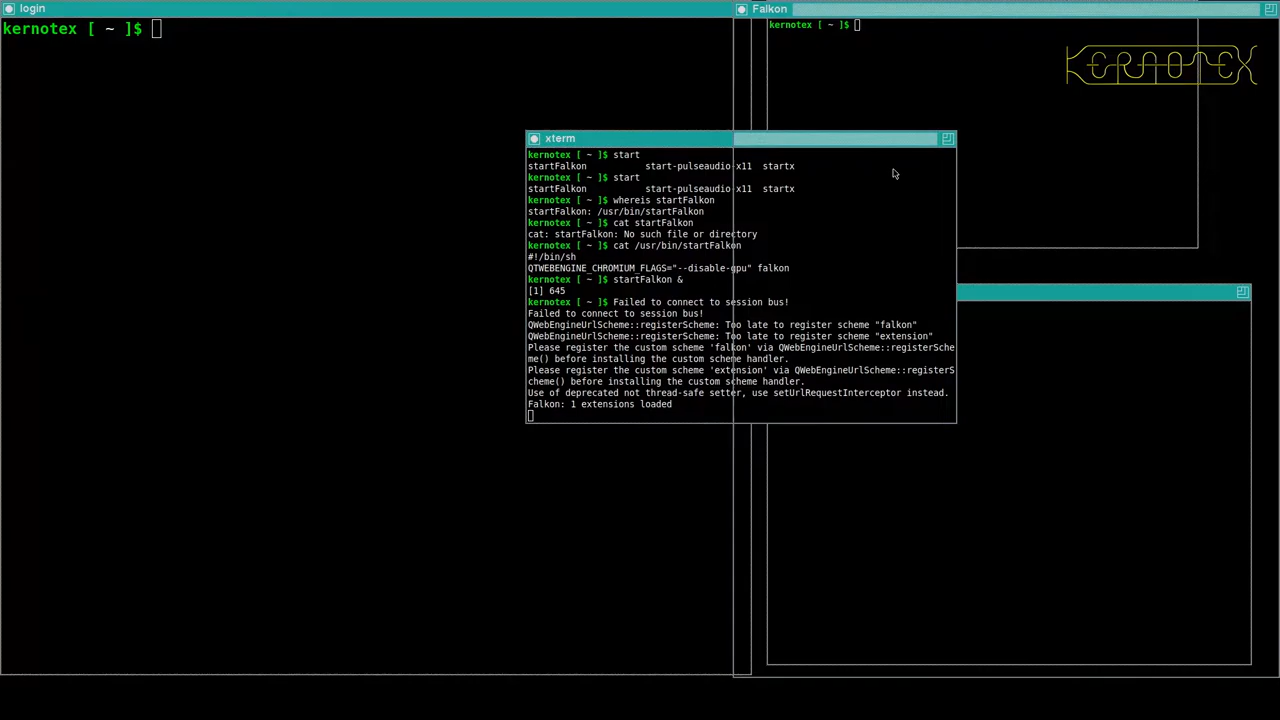 login
kernotex [ ~ ]$
Falkon
kernotex [ ~ ]$
KERNOTEX
xterm
kernotex [ ~ ]$ start
startFalkon           start-pulseaudio-x11  startx
kernotex [ ~ ]$ start
startFalkon           start-pulseaudio-x11  startx
kernotex [ ~ ]$ whereis startFalkon
startFalkon: /usr/bin/startFalkon
kernotex [ ~ ]$ cat startFalkon
cat: startFalkon: No such file or directory
kernotex [ ~ ]$ cat /usr/bin/startFalkon
#!/bin/sh
QTWEBENGINE_CHROMIUM_FLAGS="--disable-gpu" falkon
kernotex [ ~ ]$ startFalkon &
[1] 645
kernotex [ ~ ]$ Failed to connect to session bus!
Failed to connect to session bus!
QWebEngineUrlScheme::registerScheme: Too late to register scheme "falkon"
QWebEngineUrlScheme::registerScheme: Too late to register scheme "extension"
Please register the custom scheme 'falkon' via QWebEngineUrlScheme::registerSche
me() before installing the custom scheme handler.
Please register the custom scheme 'extension' via QWebEngineUrlScheme::registerS
cheme() before installing the custom scheme handler.
Use of deprecated not thread-safe setter, use setUrlRequestInterceptor instead.
Falkon: 1 extensions loaded